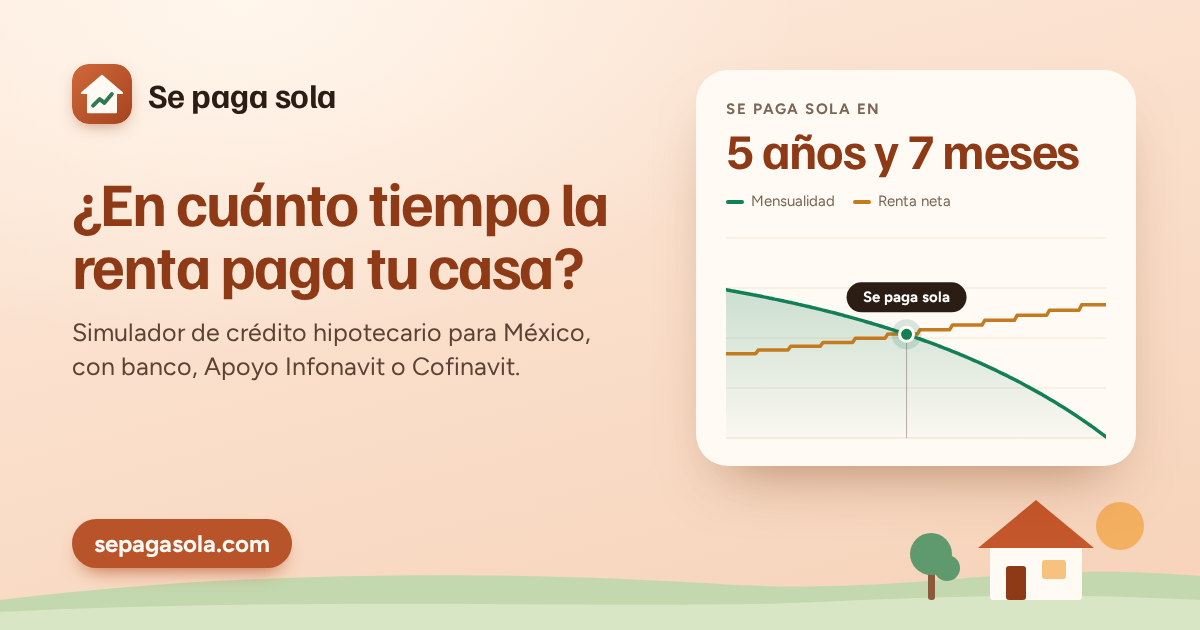 Se paga sola
¿En cuánto tiempo la
renta paga tu casa?
Simulador de crédito hipotecario para México,
con banco, Apoyo Infonavit o Cofinavit.
sepagasola.com
SE PAGA SOLA EN
5 años y 7 meses
Mensualidad
Renta neta
Se paga sola